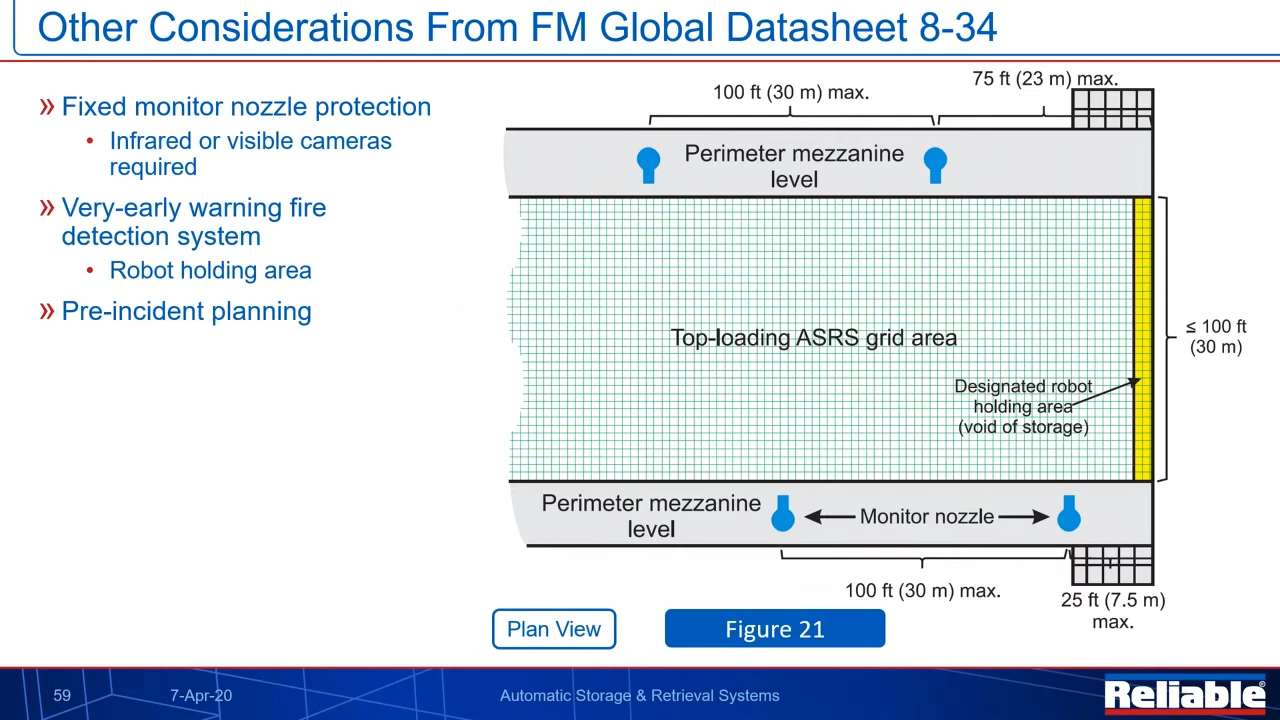 Other Considerations From FM Global Datasheet 8-34
» Fixed monitor nozzle protection
• Infrared or visible cameras
required
» Very-early warning fire
detection system
• Robot holding area
» Pre-incident planning
75 ft (23 m) max.
100 ft (30 m) max.
Perimeter mezzanine
level
Top-loading ASRS grid area
≤ 100 ft
(30 m)
Designated robot
holding area
(void of storage)
Perimeter mezzanine
level
Monitor nozzle
100 ft (30 m) max.
25 ft (7.5 m)
max.
Plan View
Figure 21
59
7-Apr-20
Automatic Storage & Retrieval Systems
Reliable®